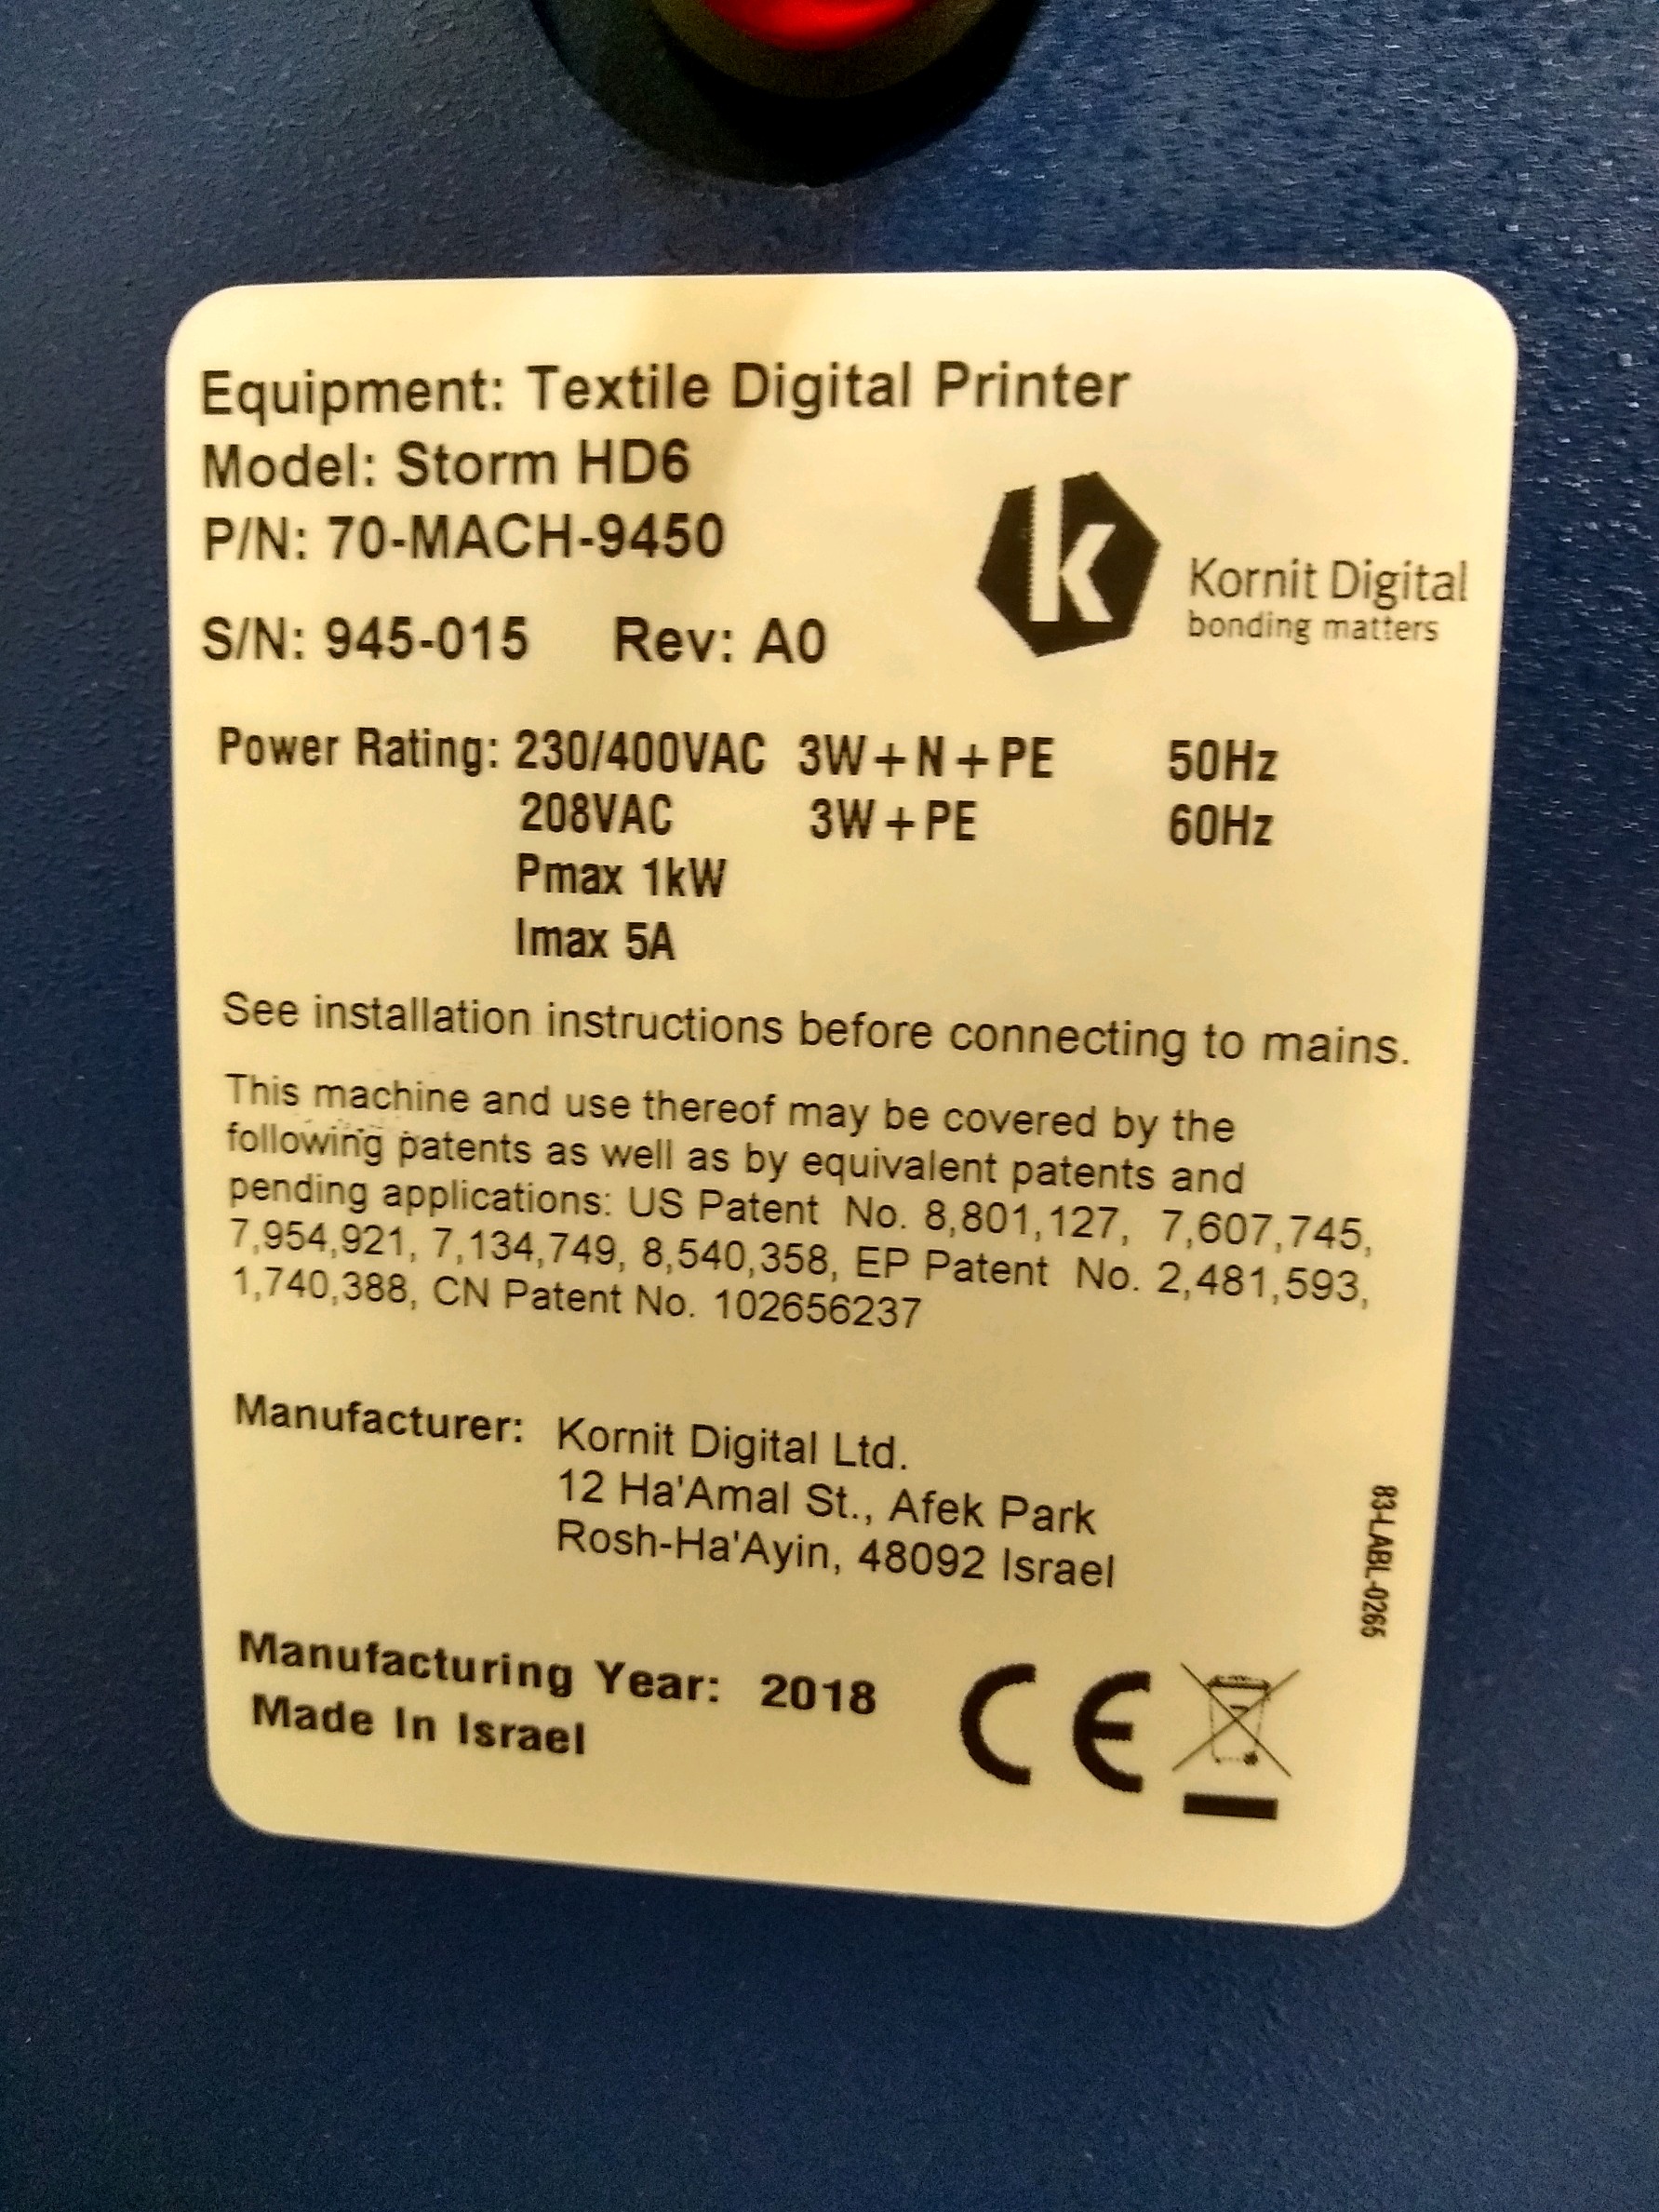 Equipment: Textile Digital Printer
Model: Storm HD6
P/N: 70-MACH-9450
S/N: 945-015 Rev: A0
K
Kornit Digital
bonding matters
Power Rating: 230/400VAC 3W+N+PE 50Hz
208VAC 3W+PE 60Hz
Pmax 1kW
Imax 5A
See installation instructions before connecting to mains.
This machine and use thereof may be covered by the
following patents as well as by equivalent patents and
pending applications: US Patent No. 8,801,127, 7,607,745,
7,954,921, 7,134,749, 8,540,358, EP Patent No. 2,481,593,
1,740,388, CN Patent No. 102656237
Manufacturer: Kornit Digital Ltd.
12 Ha'Amal St., Afek Park
Rosh-Ha'Ayin, 48092 Israel
83-LABL-0265
Manufacturing Year: 2018
Made In Israel
CE